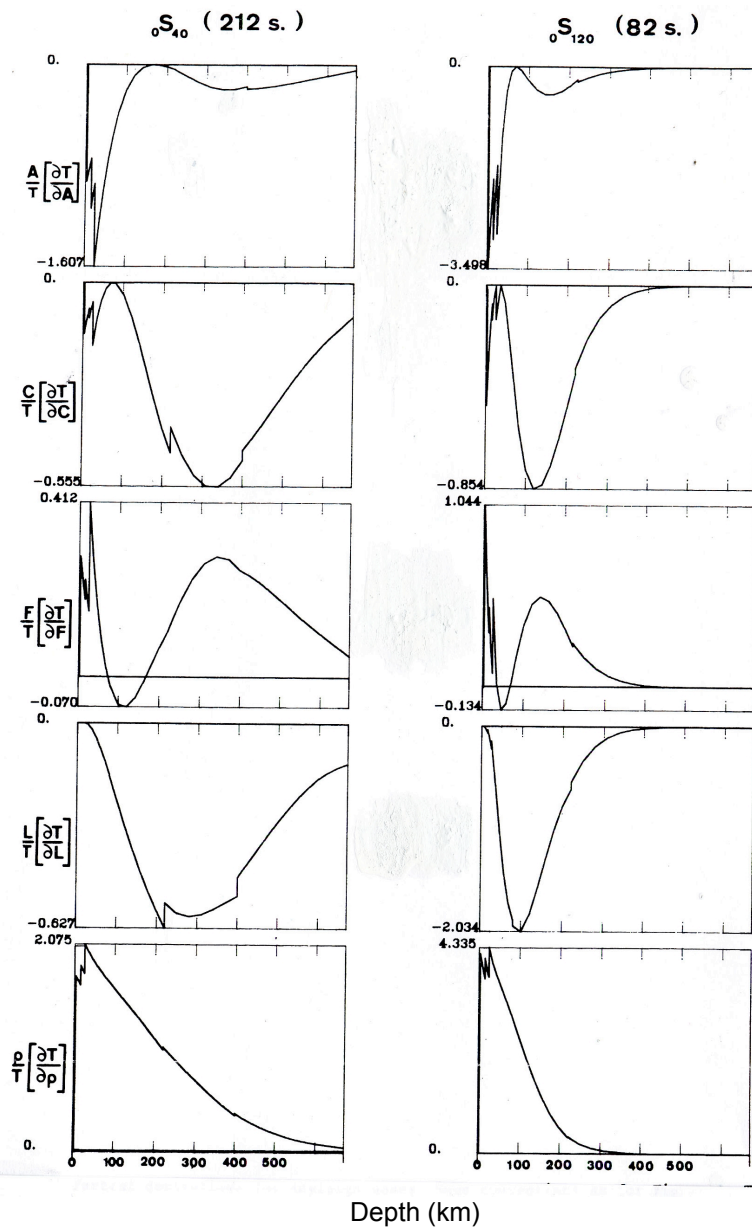 ₀S₄₀ ( 212 s. )
₀S₁₂₀ (82 s. )
0.
A/T [∂T/∂A]
-1.607
0.
-3.498
0.
C/T [∂T/∂C]
-0.555
0.
-0.854
0.412
F/T [∂T/∂F]
-0.070
1.044
-0.134
0.
L/T [∂T/∂L]
-0.627
0.
-2.034
2.075
ρ/T [∂T/∂ρ]
0.
4.335
0.
0 100 200 300 400 500
0 100 200 300 400 500
Depth (km)